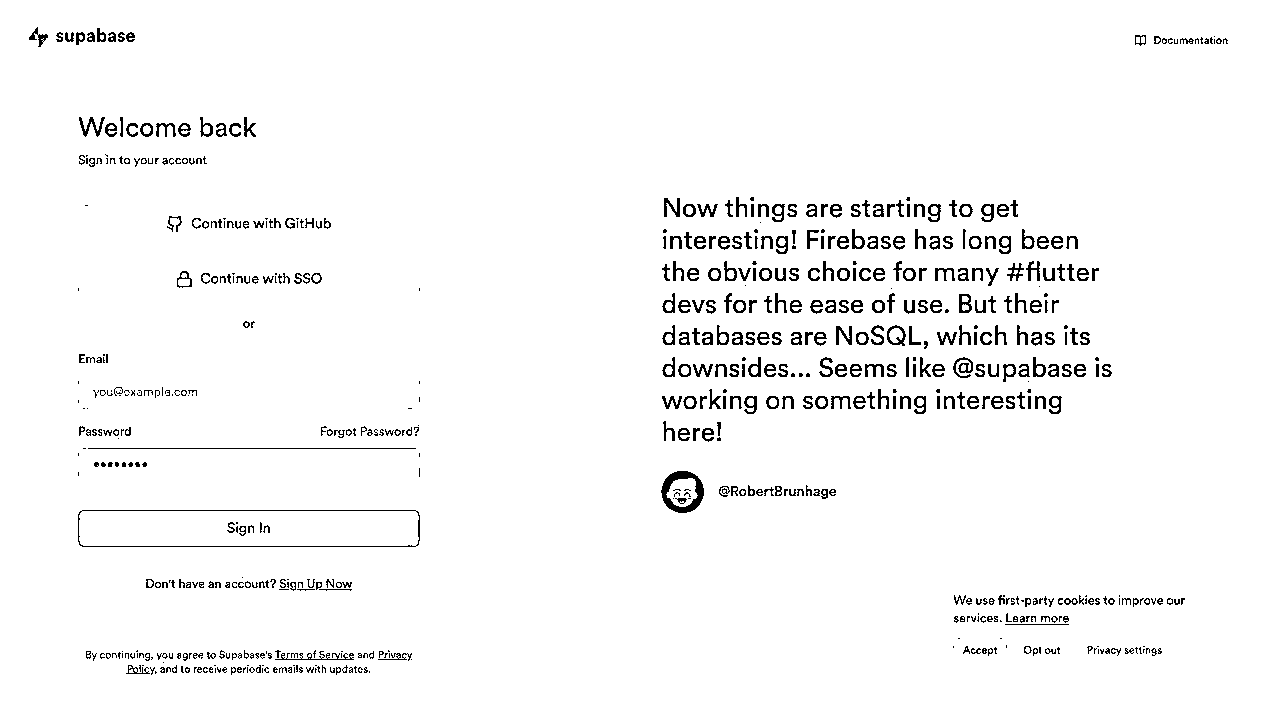 supabase
Documentation
Welcome back
Sign in to your account
Continue with GitHub
Continue with SSO
or
Email
you@example.com
Password
Forgot Password?
••••••••
Sign In
Don't have an account? Sign Up Now
By continuing, you agree to Supabase's Terms of Service and Privacy
Policy, and to receive periodic emails with updates.
Now things are starting to get
interesting! Firebase has long been
the obvious choice for many #flutter
devs for the ease of use. But their
databases are NoSQL, which has its
downsides... Seems like @supabase is
working on something interesting
here!
@RobertBrunhage
We use first-party cookies to improve our
services. Learn more
Accept
Opt out
Privacy settings